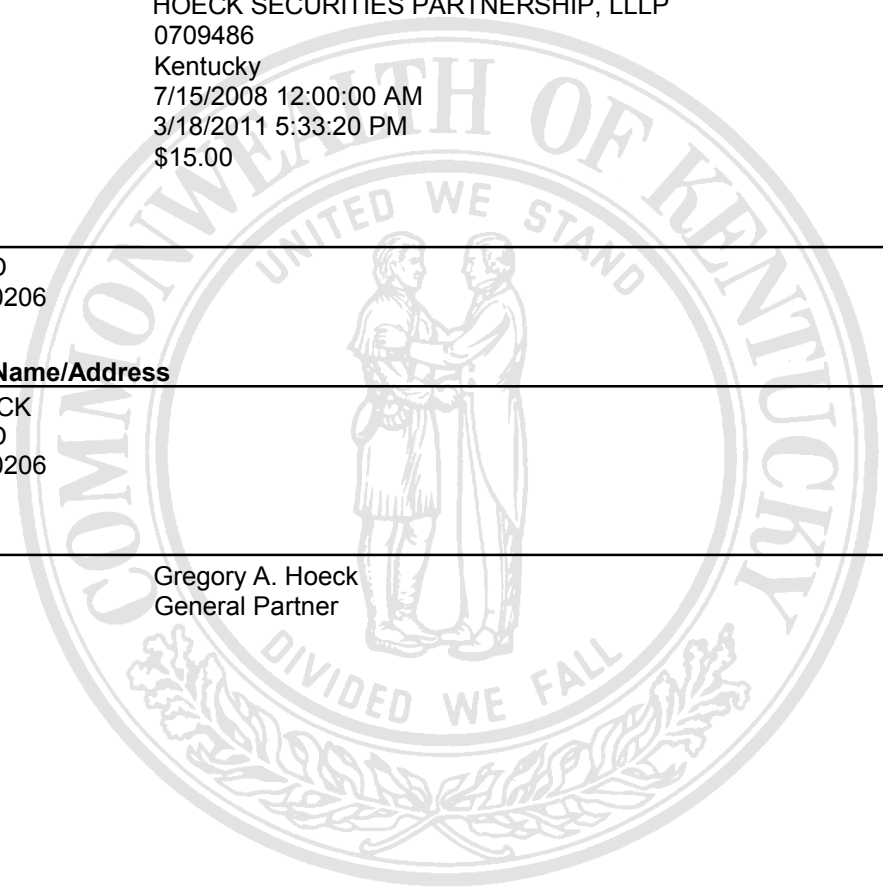 HOECK SECURITIES PARTNERSHIP, LLLP
0709486
Kentucky
7/15/2008 12:00:00 AM
3/18/2011 5:33:20 PM
$15.00
COMMONWEALTH OF KENTUCKY
UNITED WE STAND
0206
Name/Address
CK
0206
Gregory A. Hoeck
General Partner
DIVIDED WE FALL